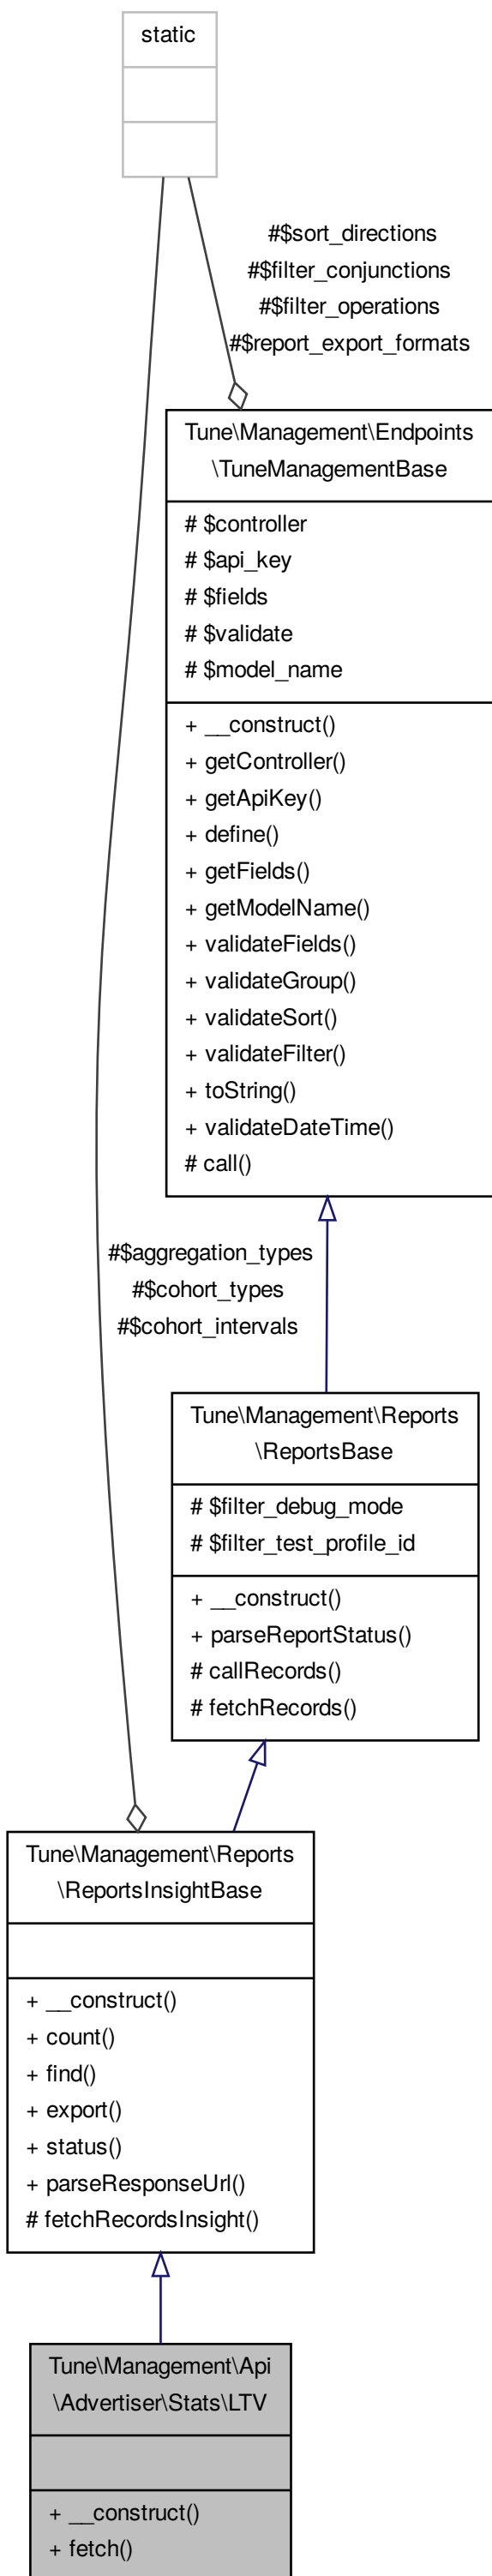 static
#$sort_directions
#$filter_conjunctions
#$filter_operations
#$report_export_formats
Tune\Management\Endpoints
\TuneManagementBase
# $controller
# $api_key
# $fields
# $validate
# $model_name
+ __construct()
+ getController()
+ getApiKey()
+ define()
+ getFields()
+ getModelName()
+ validateFields()
+ validateGroup()
+ validateSort()
+ validateFilter()
+ toString()
+ validateDateTime()
# call()
#$aggregation_types
#$cohort_types
#$cohort_intervals
Tune\Management\Reports
\ReportsBase
# $filter_debug_mode
# $filter_test_profile_id
+ __construct()
+ parseReportStatus()
# callRecords()
# fetchRecords()
Tune\Management\Reports
\ReportsInsightBase
+ __construct()
+ count()
+ find()
+ export()
+ status()
+ parseResponseUrl()
# fetchRecordsInsight()
Tune\Management\Api
\Advertiser\Stats\LTV
+ __construct()
+ fetch()